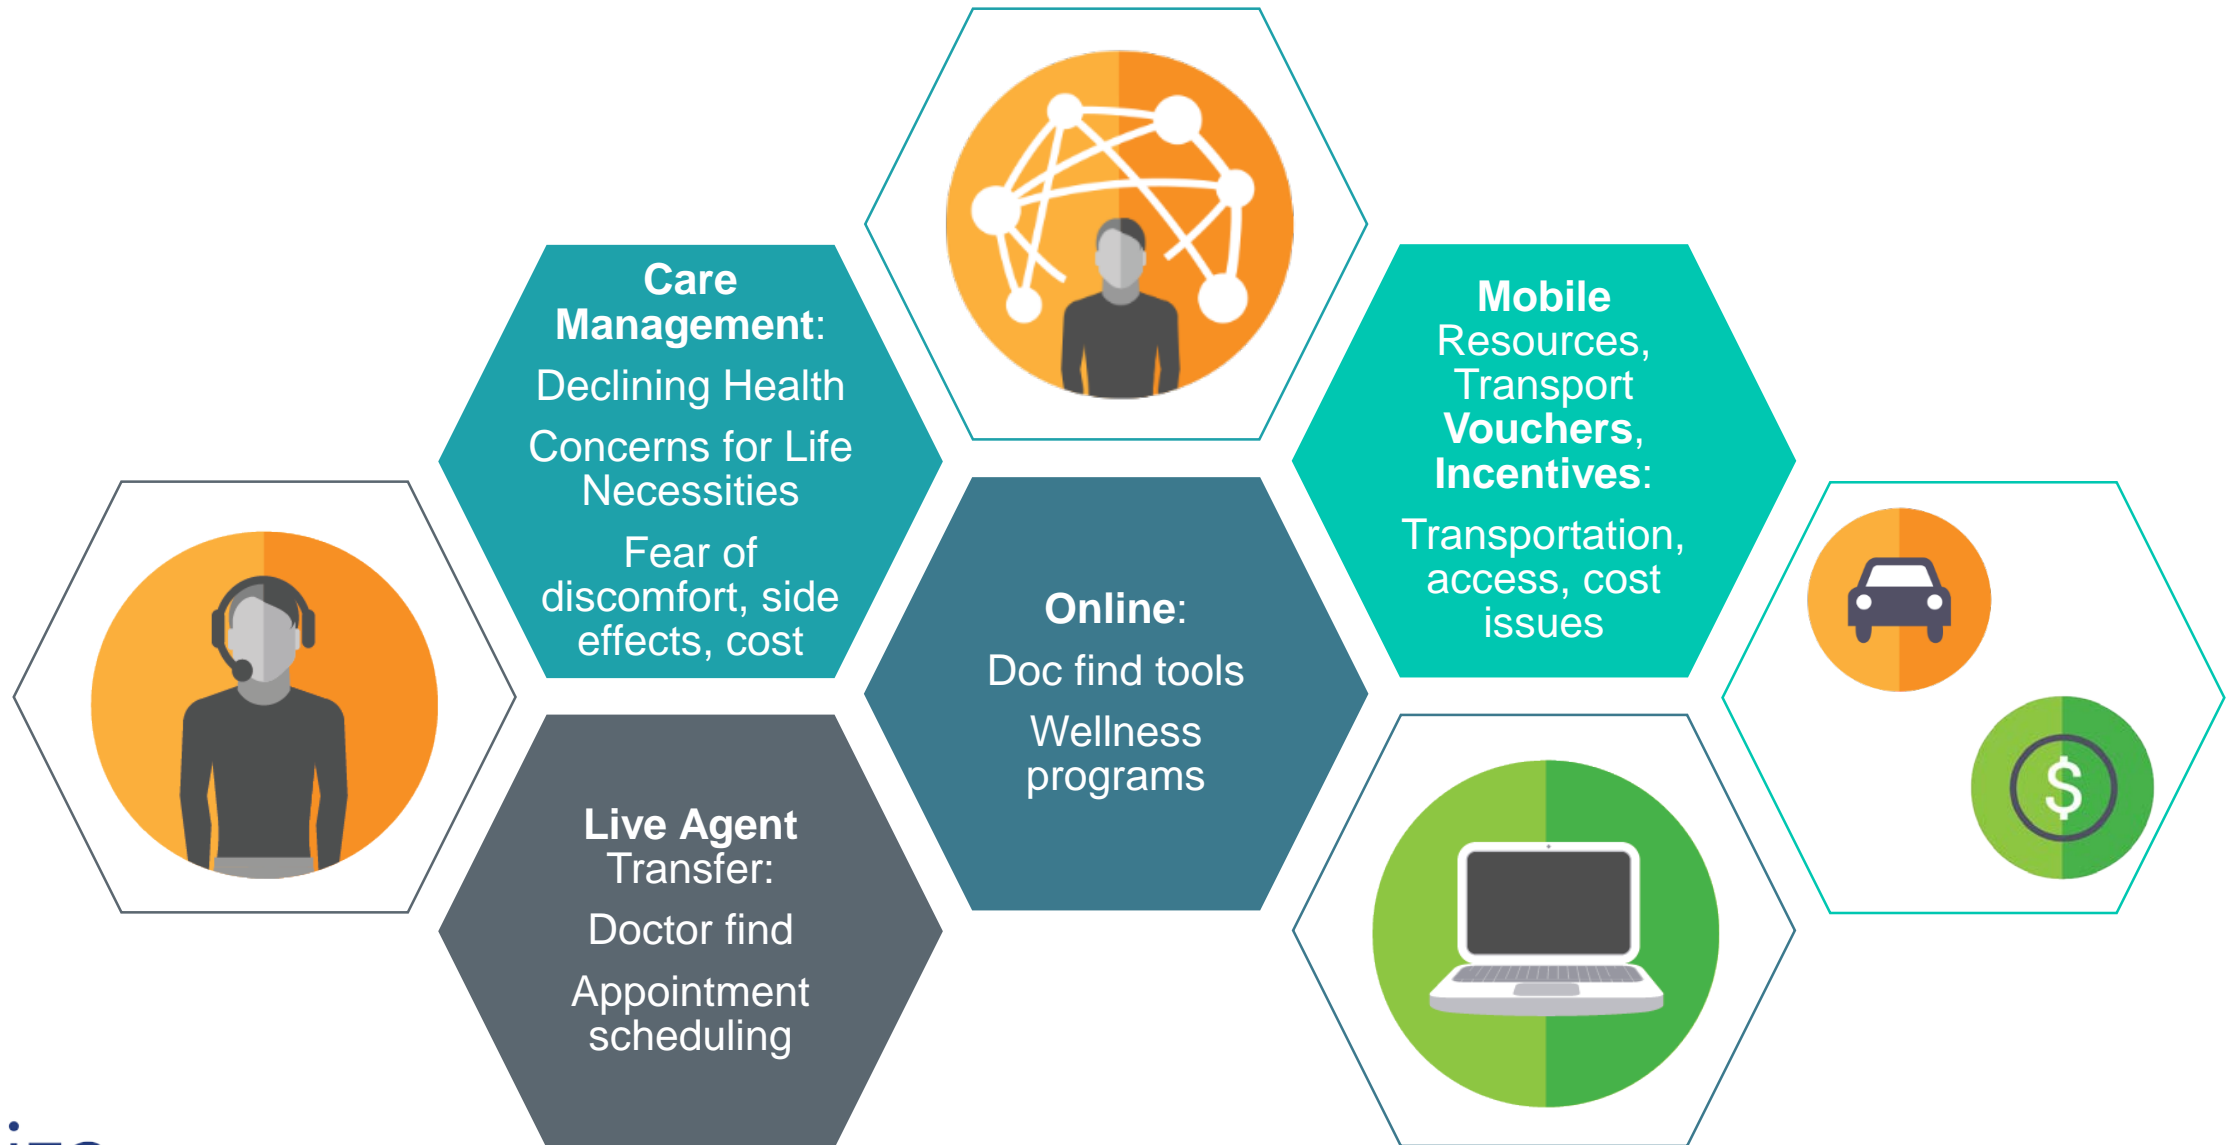 Care
Management:
Declining Health
Concerns for Life
Necessities
Fear of
discomfort, side
effects, cost
Live Agent
Transfer:
Doctor find
Appointment
scheduling
Online:
Doc find tools
Wellness
programs
Mobile
Resources,
Transport
Vouchers,
Incentives:
Transportation,
access, cost
issues
$